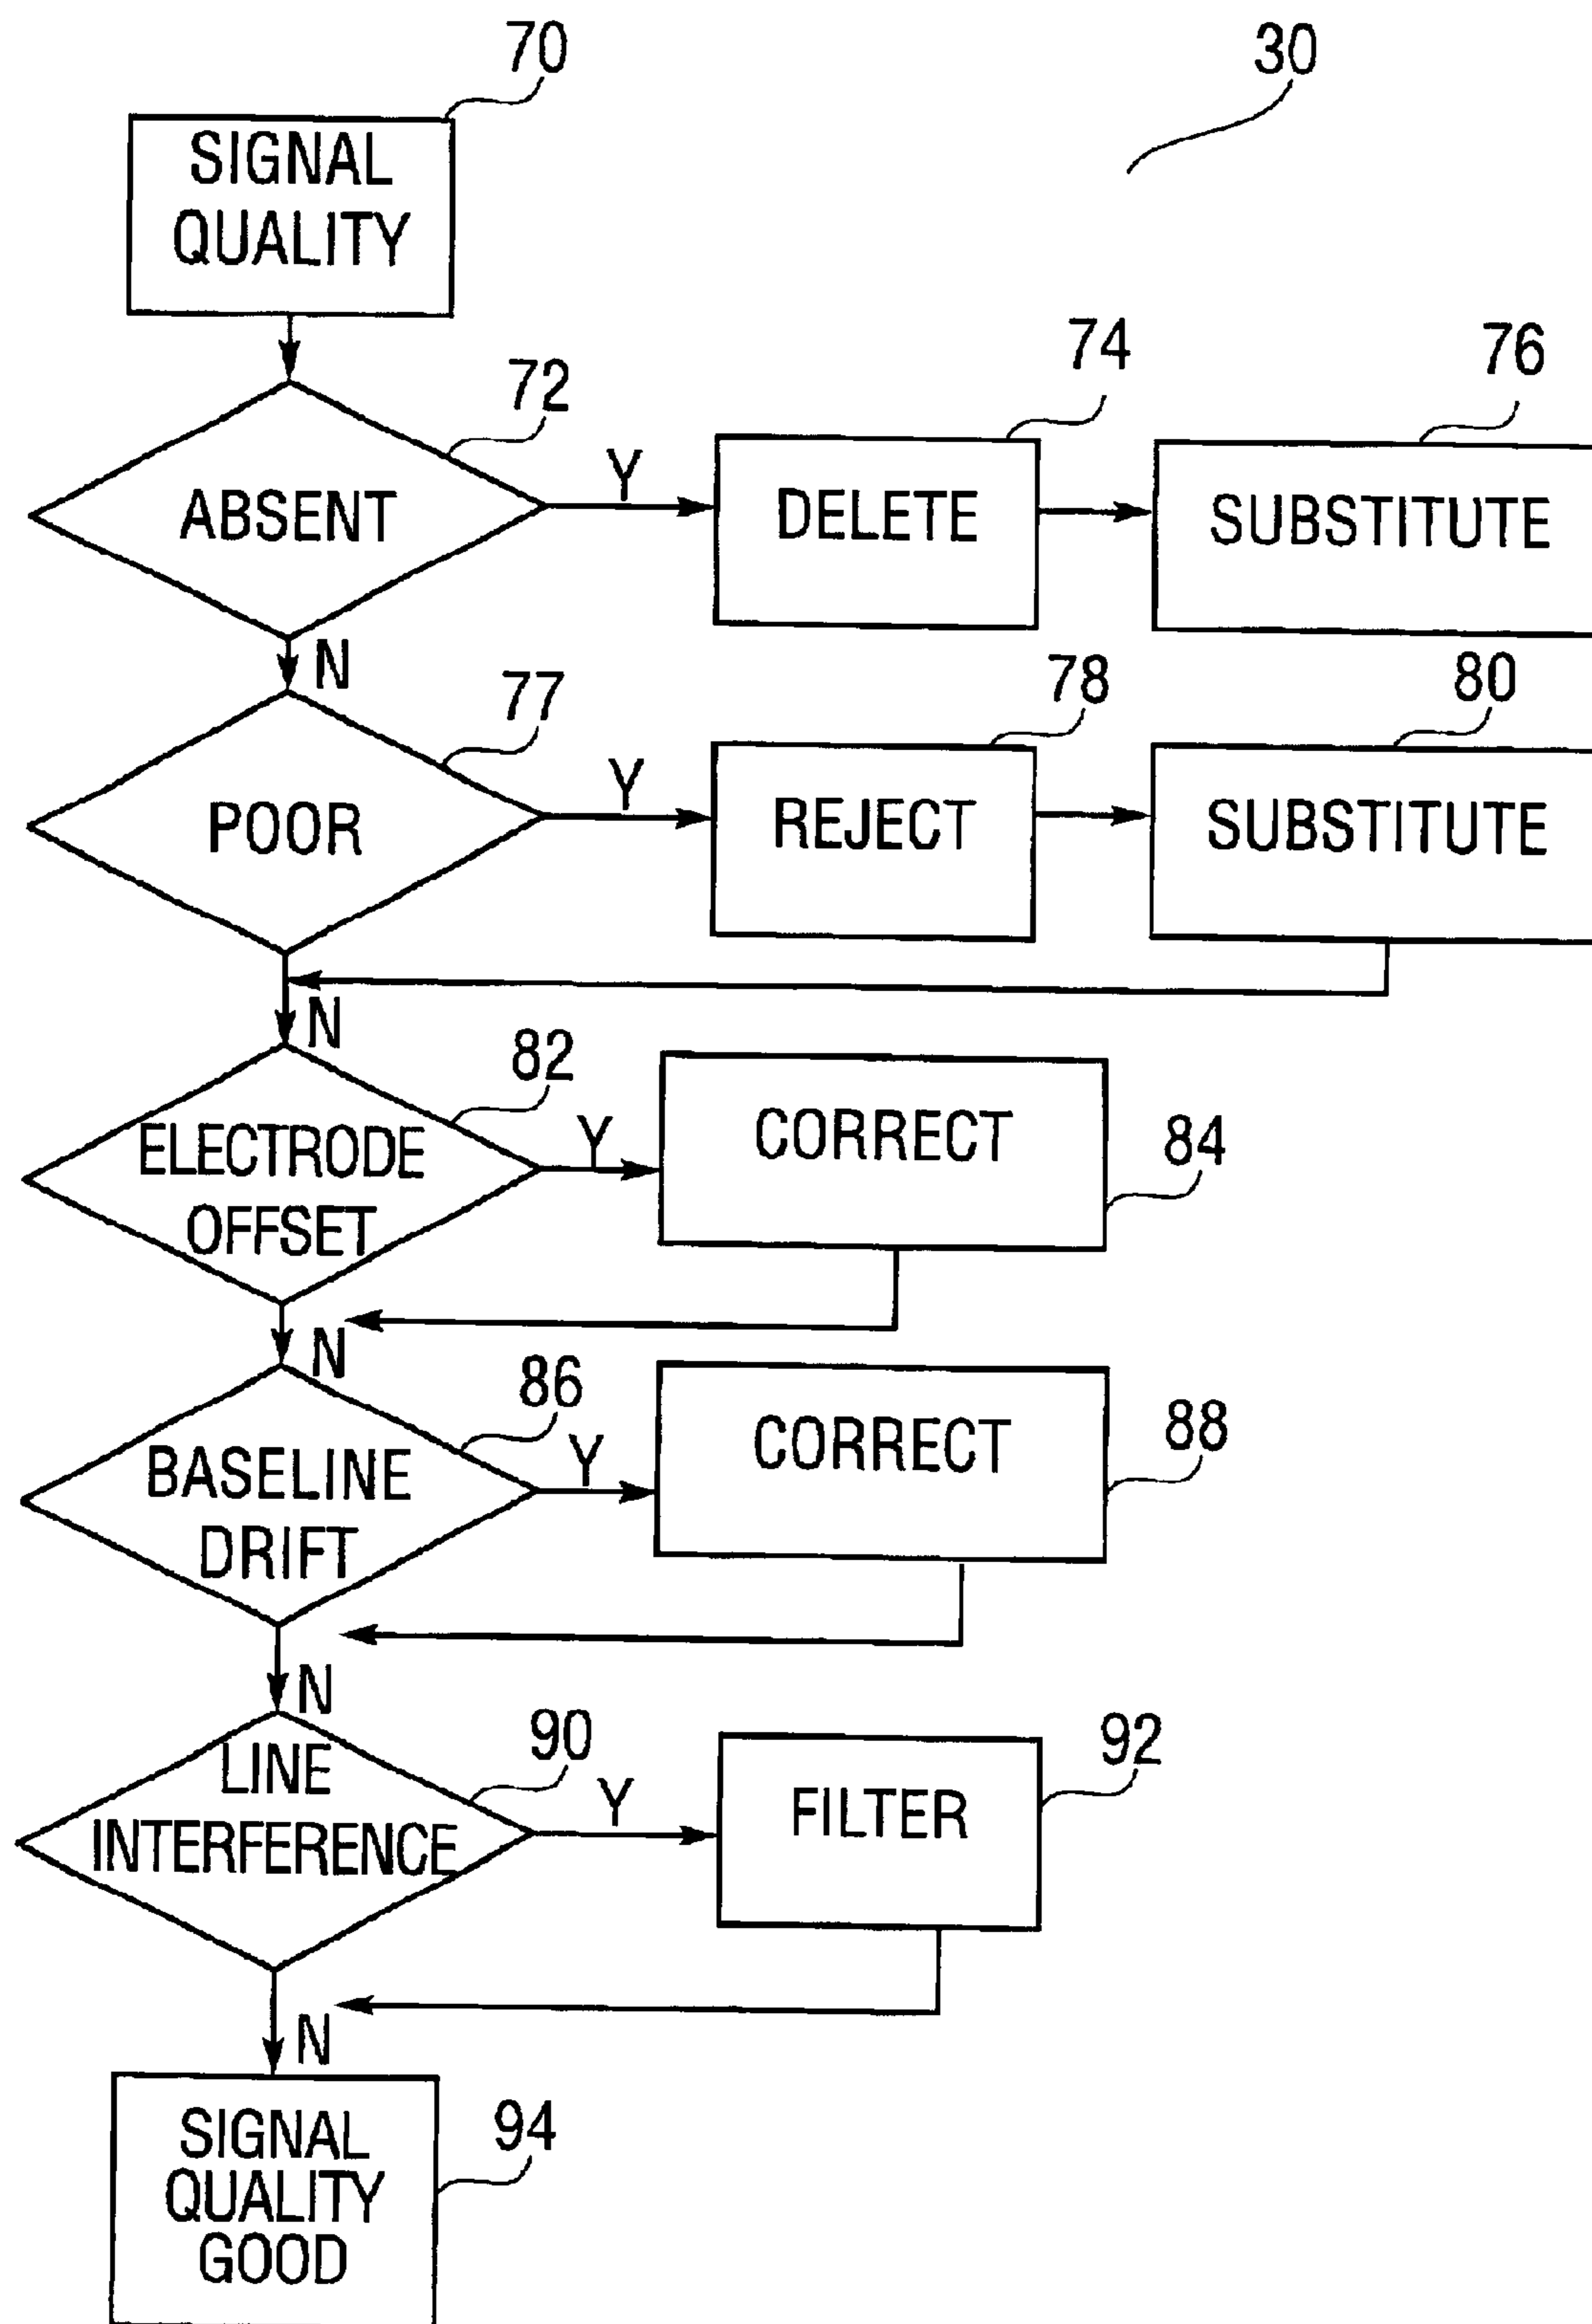 70
30
SIGNAL
QUALITY
72
74
76
ABSENT
Y
DELETE
SUBSTITUTE
N
77
78
80
POOR
Y
REJECT
SUBSTITUTE
N
82
ELECTRODE
OFFSET
Y
CORRECT
84
N
86
BASELINE
DRIFT
Y
CORRECT
88
N
90
LINE
INTERFERENCE
Y
FILTER
92
N
SIGNAL
QUALITY
GOOD
94